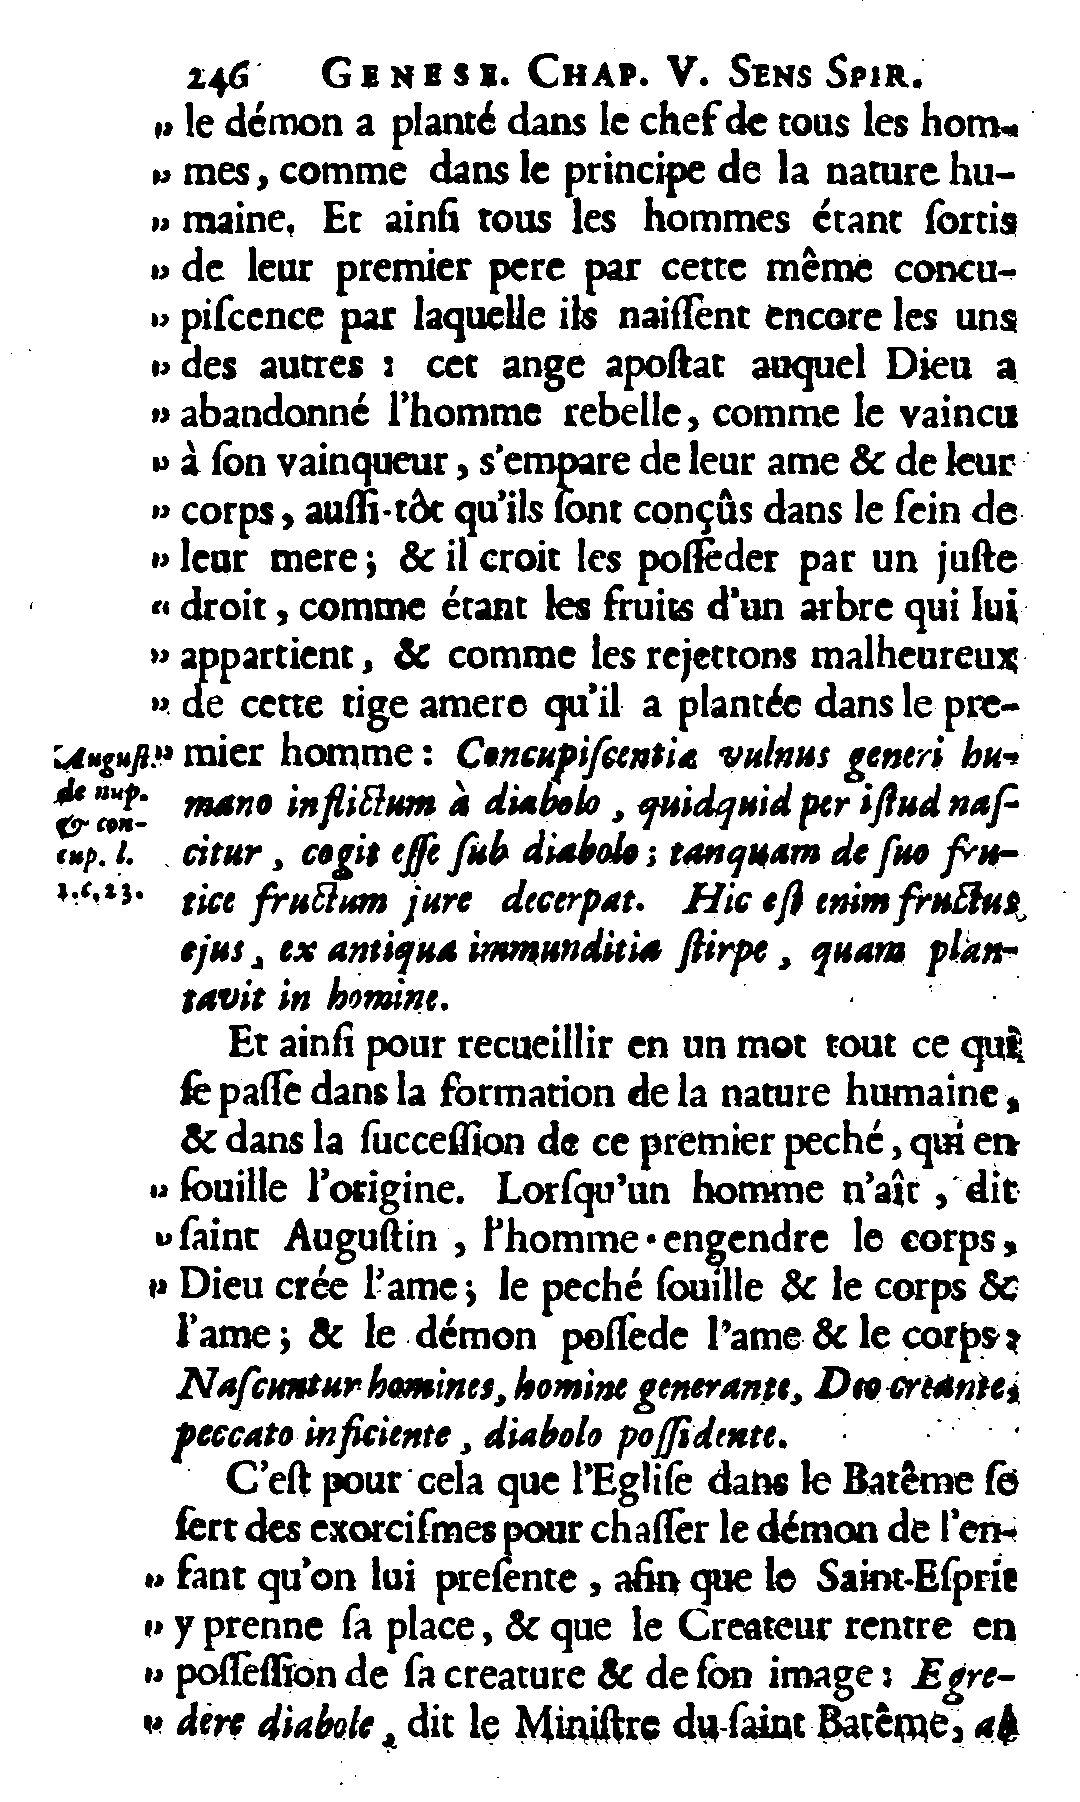 246 GENESE. CHAP. V. SENS SPIR.
„ le démon a planté dans le chef de tous les hom-
„ mes, comme dans le principe de la nature hu-
„ maine. Et ainſi tous les hommes étant ſortis
„ de leur premier pere par cette même concu-
„ piſcence par laquelle ils naiſſent encore les uns
„ des autres : cet ange apoſtat auquel Dieu a
„ abandonné l'homme rebelle, comme le vaincu
„ à ſon vainqueur, s'empare de leur ame & de leur
„ corps, auſſi-tôt qu'ils ſont conçûs dans le ſein de
„ leur mere; & il croit les poſſeder par un juſte
“ droit, comme étant les fruits d'un arbre qui lui
„ appartient, & comme les rejettons malheureux
„ de cette tige amere qu'il a plantée dans le pre-
„ mier homme : Concupiſcentiæ vulnus generi hu-
mano inflictum à diabolo, quidquid per iſtud naſ-
citur, cogit eſſe ſub diabolo; tanquam de ſuo fru-
tice fructum jure decerpat. Hic eſt enim fructus
ejus, ex antiqua immunditiæ ſtirpe, quam plan-
tavit in homine.
Auguſt.
de nup.
& con-
cup. l.
1.c.23.
Et ainſi pour recueillir en un mot tout ce qui
ſe paſſe dans la formation de la nature humaine,
& dans la ſucceſſion de ce premier peché, qui en
„ ſouille l'origine. Lorſqu'un homme n'aît, dit
„ ſaint Auguſtin, l'homme engendre le corps,
„ Dieu crée l'ame; le peché ſouille & le corps &
l'ame; & le démon poſſede l'ame & le corps :
Naſcuntur homines, homine generante, Deo creante,
peccato inficiente, diabolo poſſidente.
C'eſt pour cela que l'Egliſe dans le Batême ſe
ſert des exorciſmes pour chaſſer le démon de l'en-
„ fant qu'on lui preſente, afin que le Saint-Eſprit
„ y prenne ſa place, & que le Createur rentre en
„ poſſeſſion de ſa creature & de ſon image : Egre-
„ dere diabole, dit le Miniſtre du ſaint Batême, ab